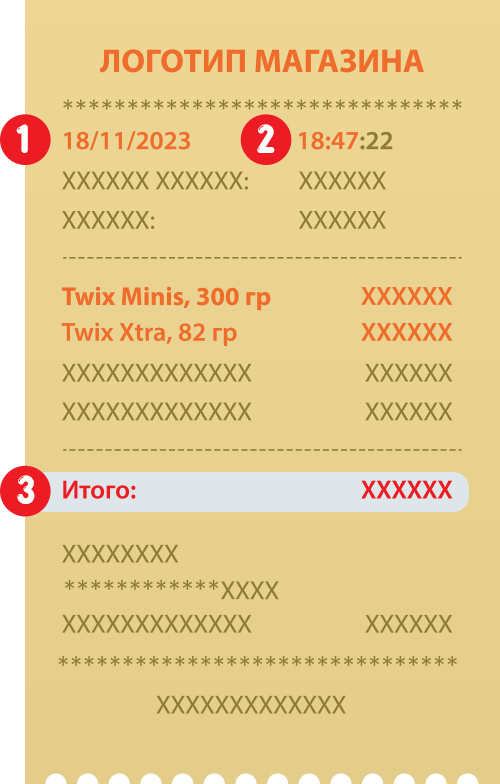 ЛОГОТИП МАГАЗИНА
*******************************
1 18/11/2023 2 18:47:22
XXXXXX XXXXXX: XXXXXX
XXXXXX: XXXXXX
Twix Minis, 300 гр XXXXXX
Twix Xtra, 82 гр XXXXXX
XXXXXXXXXXXXX XXXXXX
XXXXXXXXXXXXX XXXXXX
3 Итого: XXXXXX
XXXXXXXX
************XXXX
XXXXXXXXXXXXX XXXXXX
*******************************
XXXXXXXXXXXXX